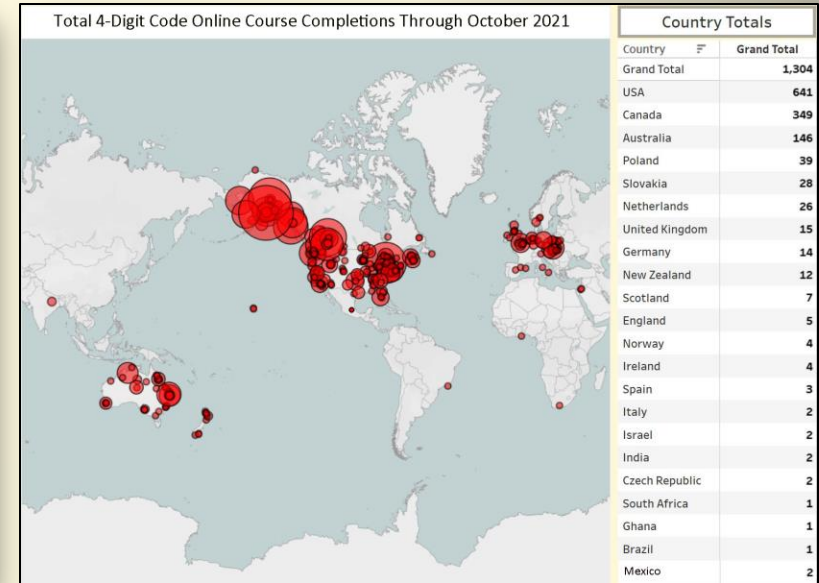 Total 4-Digit Code Online Course Completions Through October 2021
Country Totals
Country Grand Total
Grand Total 1,304
USA 641
Canada 349
Australia 146
Poland 39
Slovakia 28
Netherlands 26
United Kingdom 15
Germany 14
New Zealand 12
Scotland 7
England 5
Norway 4
Ireland 4
Spain 3
Italy 2
Israel 2
India 2
Czech Republic 2
South Africa 1
Ghana 1
Brazil 1
Mexico 2